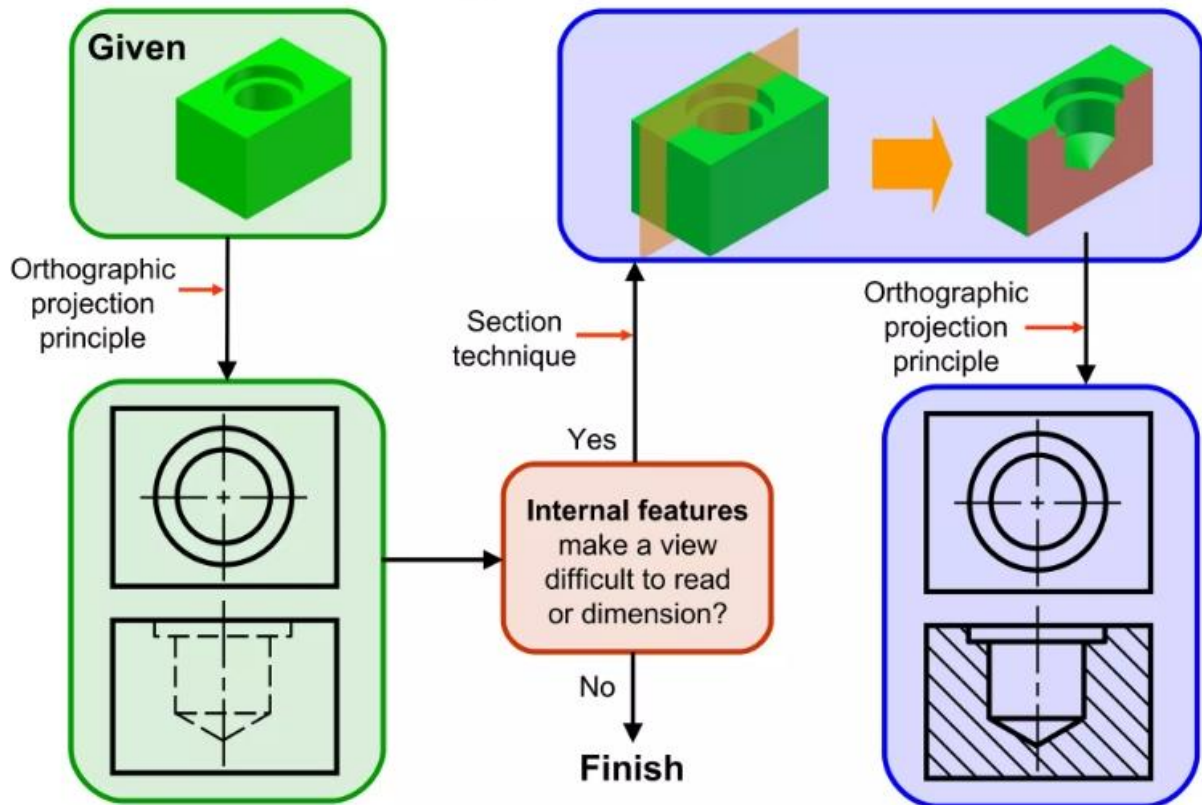 Given
Orthographic
projection
principle
Section
technique
Orthographic
projection
principle
Yes
Internal features
make a view
difficult to read
or dimension?
No
Finish